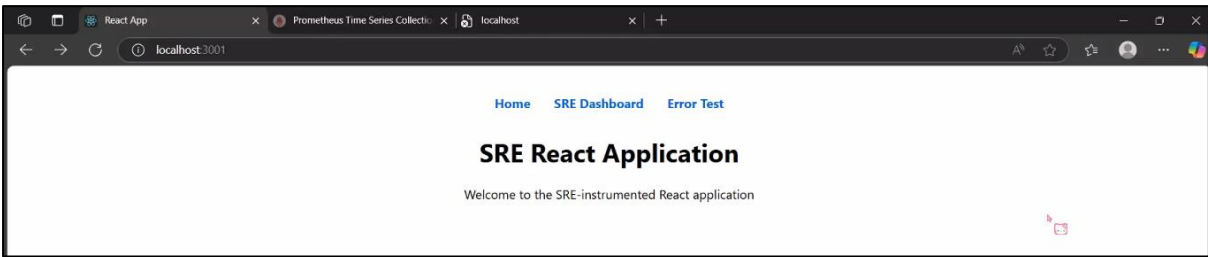 React App
Prometheus Time Series Collectio
localhost
localhost:3001
Home SRE Dashboard Error Test
SRE React Application
Welcome to the SRE-instrumented React application